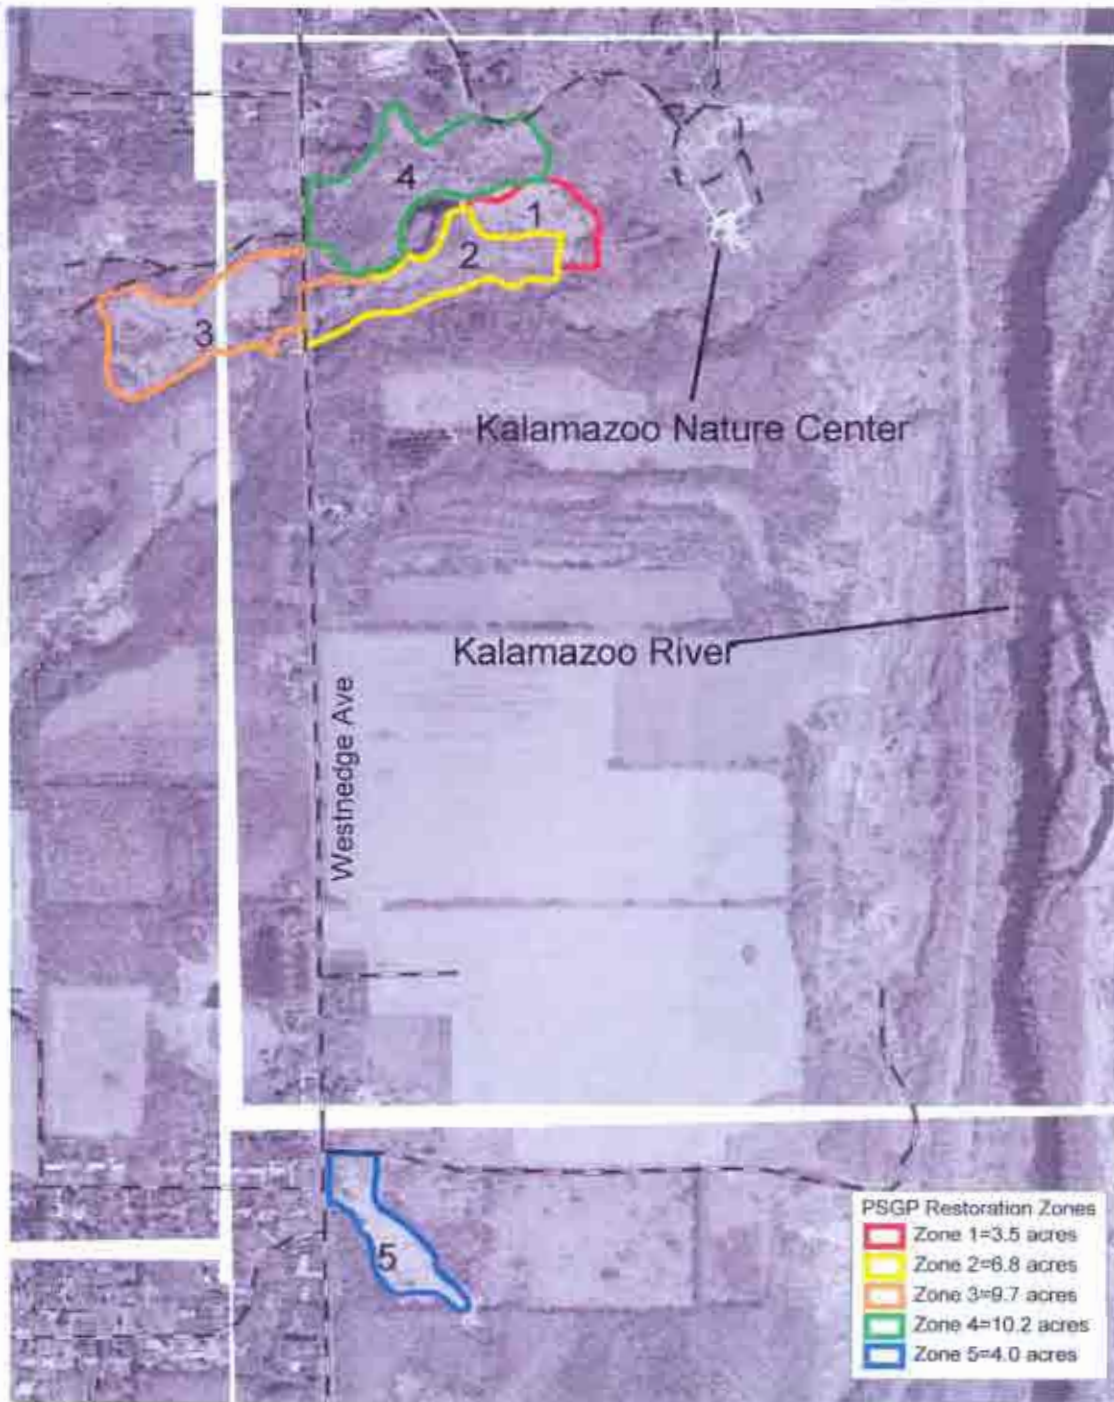 4
1
2
3
Kalamazoo Nature Center
Kalamazoo River
Westnedge Ave
5
PSGP Restoration Zones
Zone 1=3.5 acres
Zone 2=6.8 acres
Zone 3=9.7 acres
Zone 4=10.2 acres
Zone 5=4.0 acres